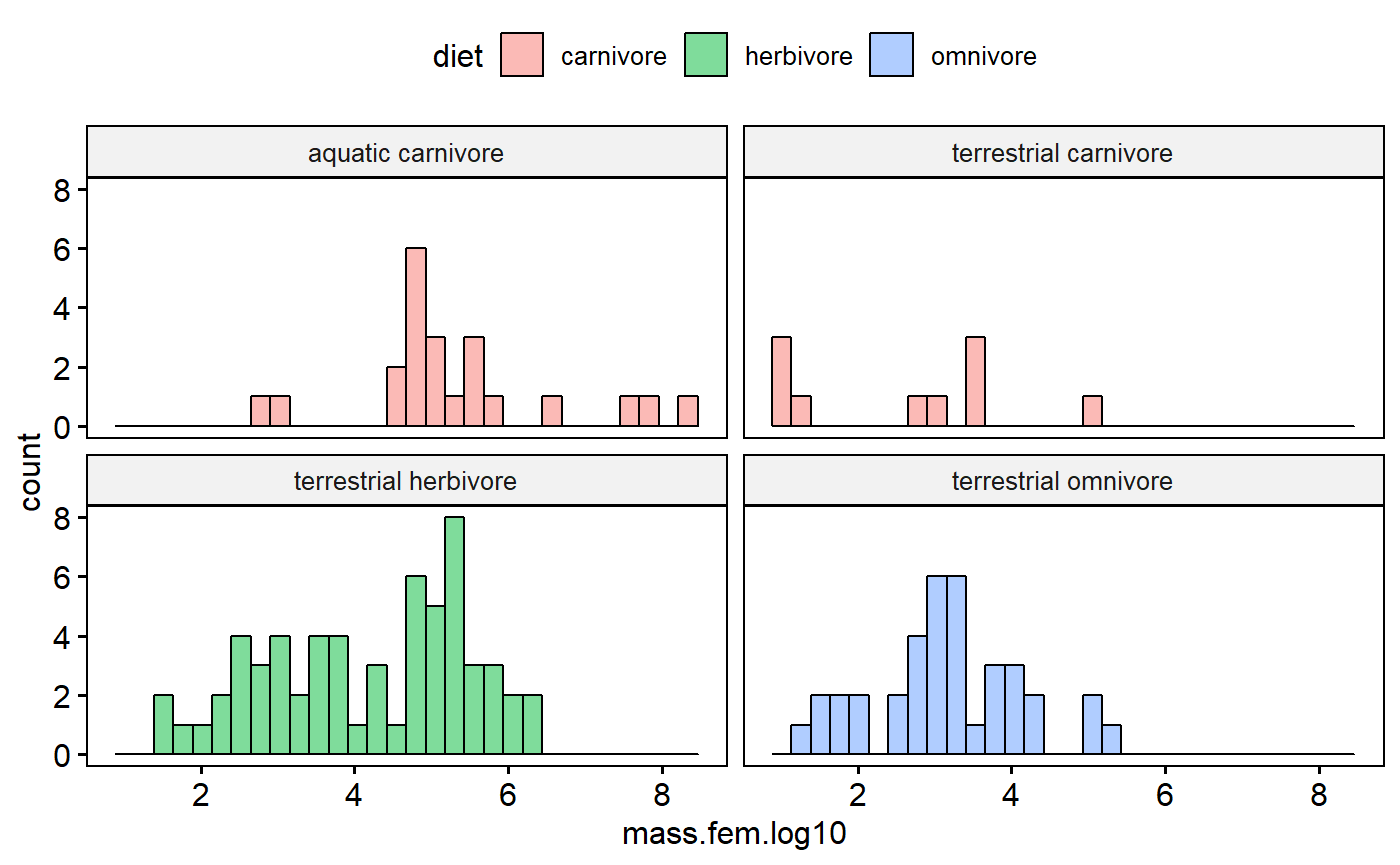 diet carnivore herbivore omnivore
aquatic carnivore
terrestrial carnivore
8
6
4
2
0
terrestrial herbivore
terrestrial omnivore
8
6
4
2
0
count
2 4 6 8
2 4 6 8
mass.fem.log10